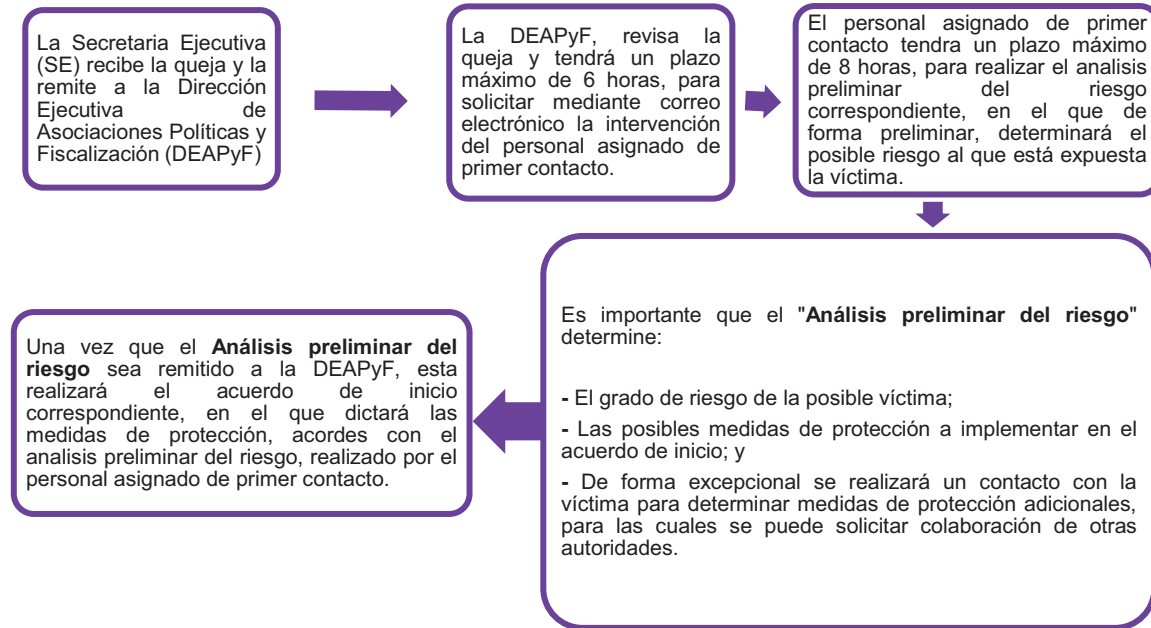 La Secretaria Ejecutiva
(SE) recibe la queja y la
remite a la Dirección
Ejecutiva de
Asociaciones Políticas y
Fiscalización (DEAPyF)
La DEAPyF, revisa la
queja y tendrá un plazo
máximo de 6 horas, para
solicitar mediante correo
electrónico la intervención
del personal asignado de
primer contacto.
El personal asignado de primer
contacto tendra un plazo máximo
de 8 horas, para realizar el analisis
preliminar del riesgo
correspondiente, en el que de
forma preliminar, determinará el
posible riesgo al que está expuesta
la víctima.
Es importante que el "Análisis preliminar del riesgo"
determine:
- El grado de riesgo de la posible víctima;
- Las posibles medidas de protección a implementar en el
acuerdo de inicio; y
- De forma excepcional se realizará un contacto con la
víctima para determinar medidas de protección adicionales,
para las cuales se puede solicitar colaboración de otras
autoridades.
Una vez que el Análisis preliminar del
riesgo sea remitido a la DEAPyF, esta
realizará el acuerdo de inicio
correspondiente, en el que dictará las
medidas de protección, acordes con el
analisis preliminar del riesgo, realizado por el
personal asignado de primer contacto.